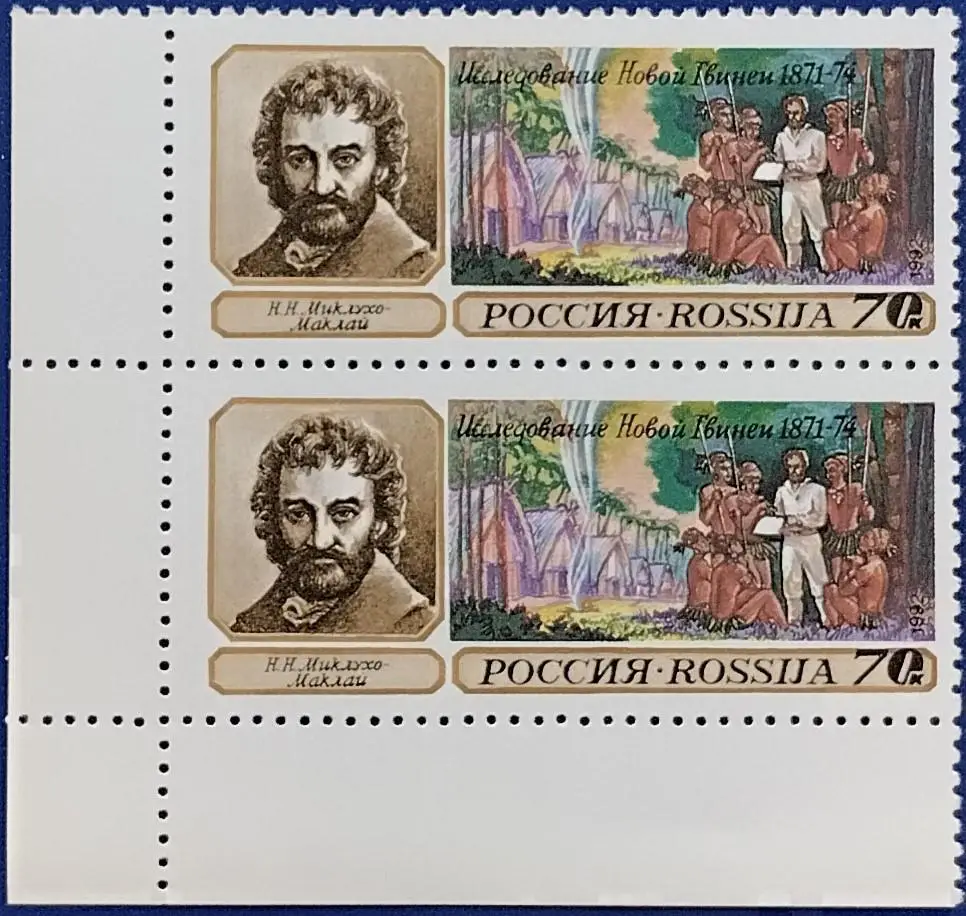 Исследование Новой Гвинеи 1871-74
1992
Н.Н. Миклухо-
Маклай
РОССИЯ·ROSSIJA 70к
Исследование Новой Гвинеи 1871-74
1992
Н.Н. Миклухо-
Маклай
РОССИЯ·ROSSIJA 70к